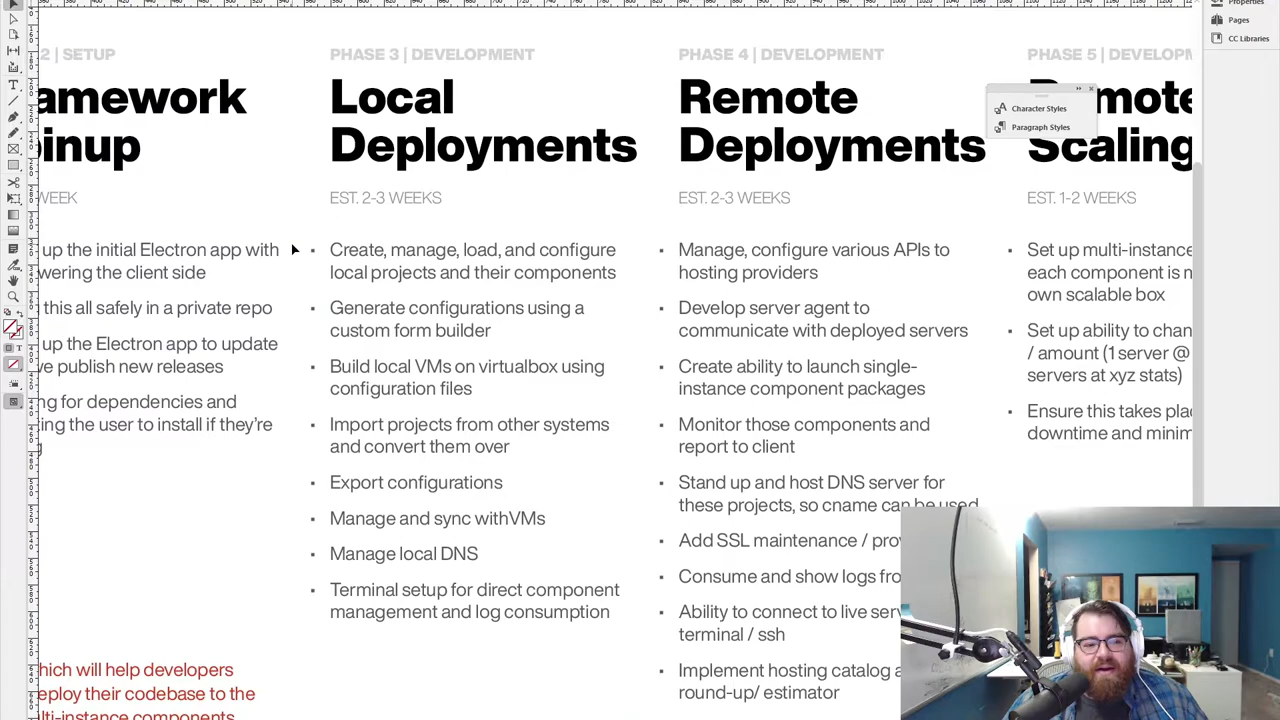 Properties
Pages
CC Libraries
2 | SETUP
amework
inup
WEEK
up the initial Electron app with
wering the client side
this all safely in a private repo
up the Electron app to update
ve publish new releases
ng for dependencies and
ing the user to install if they're
g
hich will help developers
eploy their codebase to the
lti-instance components
PHASE 3 | DEVELOPMENT
Local
Deployments
EST. 2-3 WEEKS
▪ Create, manage, load, and configure
local projects and their components
▪ Generate configurations using a
custom form builder
▪ Build local VMs on virtualbox using
configuration files
▪ Import projects from other systems
and convert them over
▪ Export configurations
▪ Manage and sync withVMs
▪ Manage local DNS
▪ Terminal setup for direct component
management and log consumption
PHASE 4 | DEVELOPMENT
Remote
Deployments
EST. 2-3 WEEKS
▪ Manage, configure various APIs to
hosting providers
▪ Develop server agent to
communicate with deployed servers
▪ Create ability to launch single-
instance component packages
▪ Monitor those components and
report to client
▪ Stand up and host DNS server for
these projects, so cname can be used
▪ Add SSL maintenance / prov
▪ Consume and show logs fro
▪ Ability to connect to live serv
terminal / ssh
▪ Implement hosting catalog a
round-up/ estimator
PHASE 5 | DEVELOPM
mote
Scaling
EST. 1-2 WEEKS
▪ Set up multi-instance
each component is m
own scalable box
▪ Set up ability to chan
/ amount (1 server @
servers at xyz stats)
▪ Ensure this takes plac
downtime and minim
Character Styles
Paragraph Styles